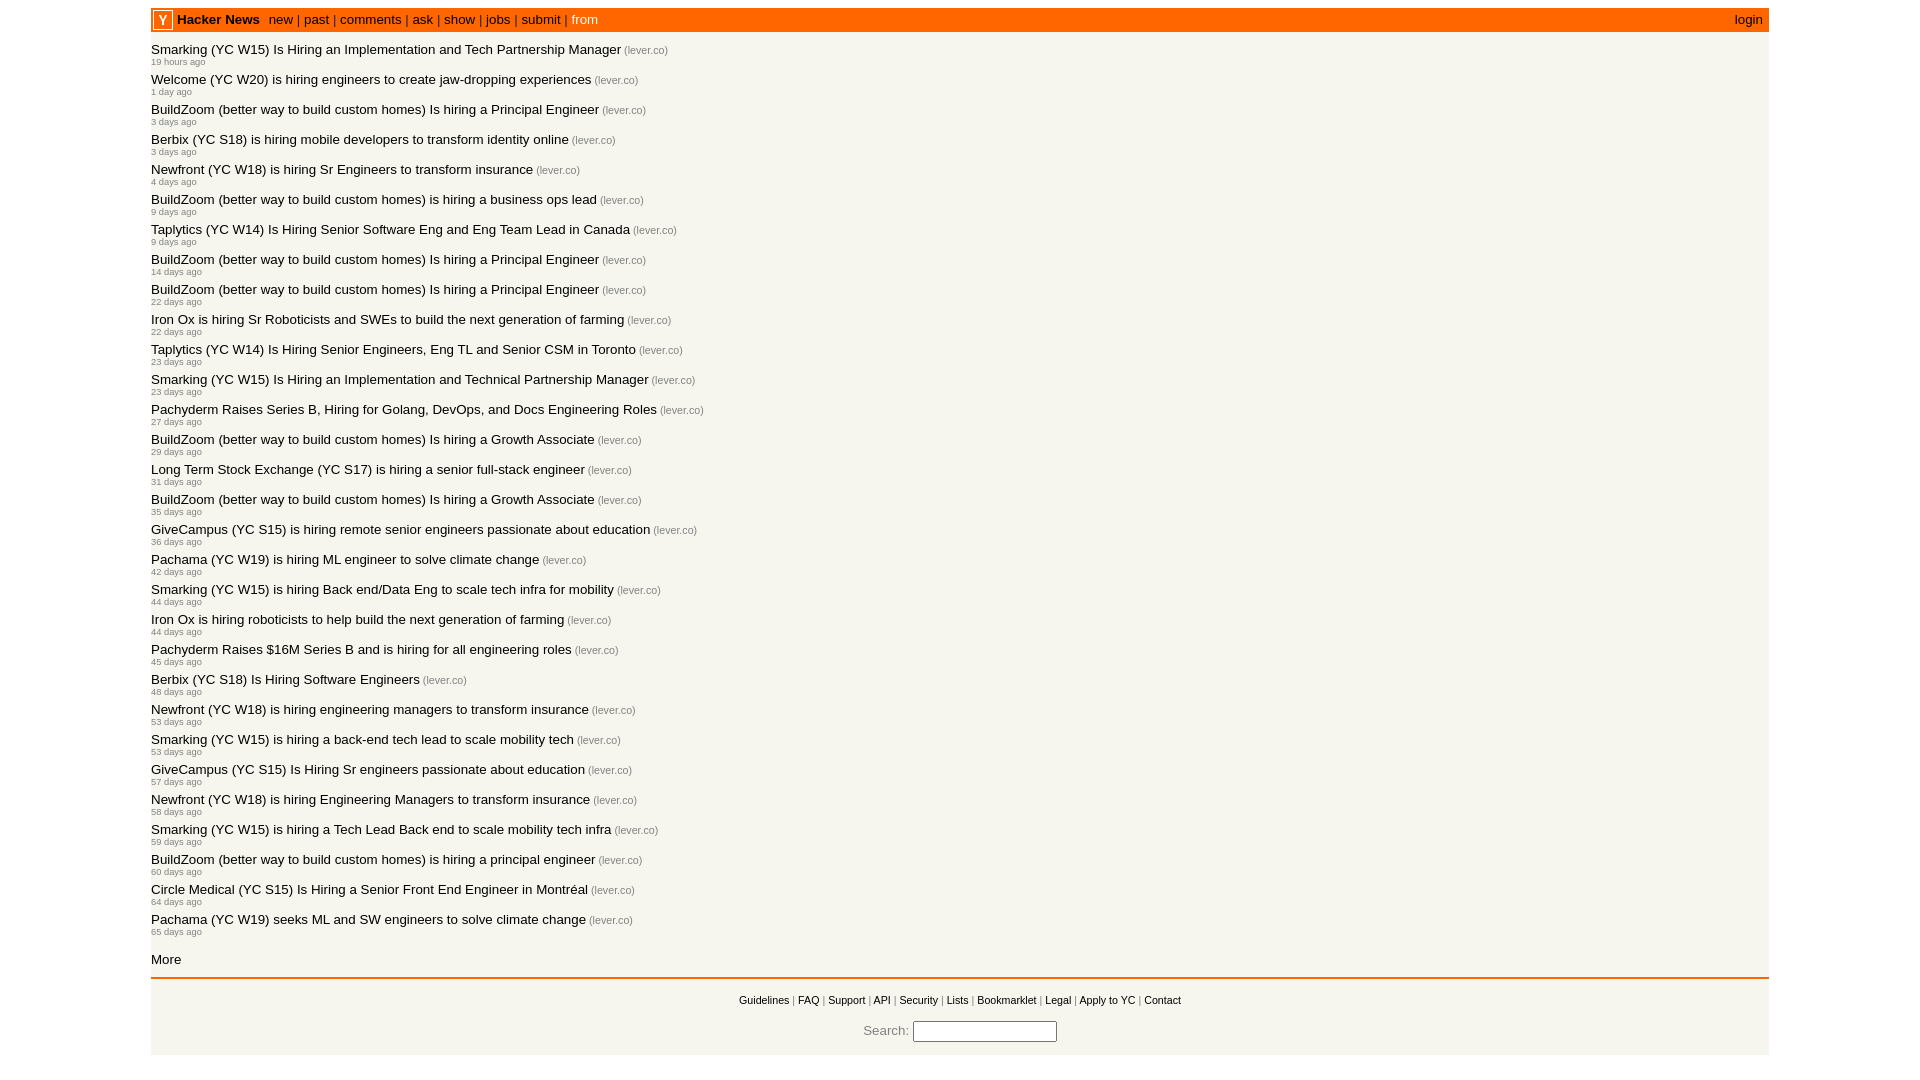 Y Hacker News new | past | comments | ask | show | jobs | submit | from login
Smarking (YC W15) Is Hiring an Implementation and Tech Partnership Manager (lever.co)
19 hours ago
Welcome (YC W20) is hiring engineers to create jaw-dropping experiences (lever.co)
1 day ago
BuildZoom (better way to build custom homes) Is hiring a Principal Engineer (lever.co)
3 days ago
Berbix (YC S18) is hiring mobile developers to transform identity online (lever.co)
3 days ago
Newfront (YC W18) is hiring Sr Engineers to transform insurance (lever.co)
4 days ago
BuildZoom (better way to build custom homes) is hiring a business ops lead (lever.co)
9 days ago
Taplytics (YC W14) Is Hiring Senior Software Eng and Eng Team Lead in Canada (lever.co)
9 days ago
BuildZoom (better way to build custom homes) Is hiring a Principal Engineer (lever.co)
14 days ago
BuildZoom (better way to build custom homes) Is hiring a Principal Engineer (lever.co)
22 days ago
Iron Ox is hiring Sr Roboticists and SWEs to build the next generation of farming (lever.co)
22 days ago
Taplytics (YC W14) Is Hiring Senior Engineers, Eng TL and Senior CSM in Toronto (lever.co)
23 days ago
Smarking (YC W15) Is Hiring an Implementation and Technical Partnership Manager (lever.co)
23 days ago
Pachyderm Raises Series B, Hiring for Golang, DevOps, and Docs Engineering Roles (lever.co)
27 days ago
BuildZoom (better way to build custom homes) Is hiring a Growth Associate (lever.co)
29 days ago
Long Term Stock Exchange (YC S17) is hiring a senior full-stack engineer (lever.co)
31 days ago
BuildZoom (better way to build custom homes) Is hiring a Growth Associate (lever.co)
35 days ago
GiveCampus (YC S15) is hiring remote senior engineers passionate about education (lever.co)
36 days ago
Pachama (YC W19) is hiring ML engineer to solve climate change (lever.co)
42 days ago
Smarking (YC W15) is hiring Back end/Data Eng to scale tech infra for mobility (lever.co)
44 days ago
Iron Ox is hiring roboticists to help build the next generation of farming (lever.co)
44 days ago
Pachyderm Raises $16M Series B and is hiring for all engineering roles (lever.co)
45 days ago
Berbix (YC S18) Is Hiring Software Engineers (lever.co)
48 days ago
Newfront (YC W18) is hiring engineering managers to transform insurance (lever.co)
53 days ago
Smarking (YC W15) is hiring a back-end tech lead to scale mobility tech (lever.co)
53 days ago
GiveCampus (YC S15) Is Hiring Sr engineers passionate about education (lever.co)
57 days ago
Newfront (YC W18) is hiring Engineering Managers to transform insurance (lever.co)
58 days ago
Smarking (YC W15) is hiring a Tech Lead Back end to scale mobility tech infra (lever.co)
59 days ago
BuildZoom (better way to build custom homes) is hiring a principal engineer (lever.co)
60 days ago
Circle Medical (YC S15) Is Hiring a Senior Front End Engineer in Montréal (lever.co)
64 days ago
Pachama (YC W19) seeks ML and SW engineers to solve climate change (lever.co)
65 days ago
More
Guidelines | FAQ | Support | API | Security | Lists | Bookmarklet | Legal | Apply to YC | Contact
Search: